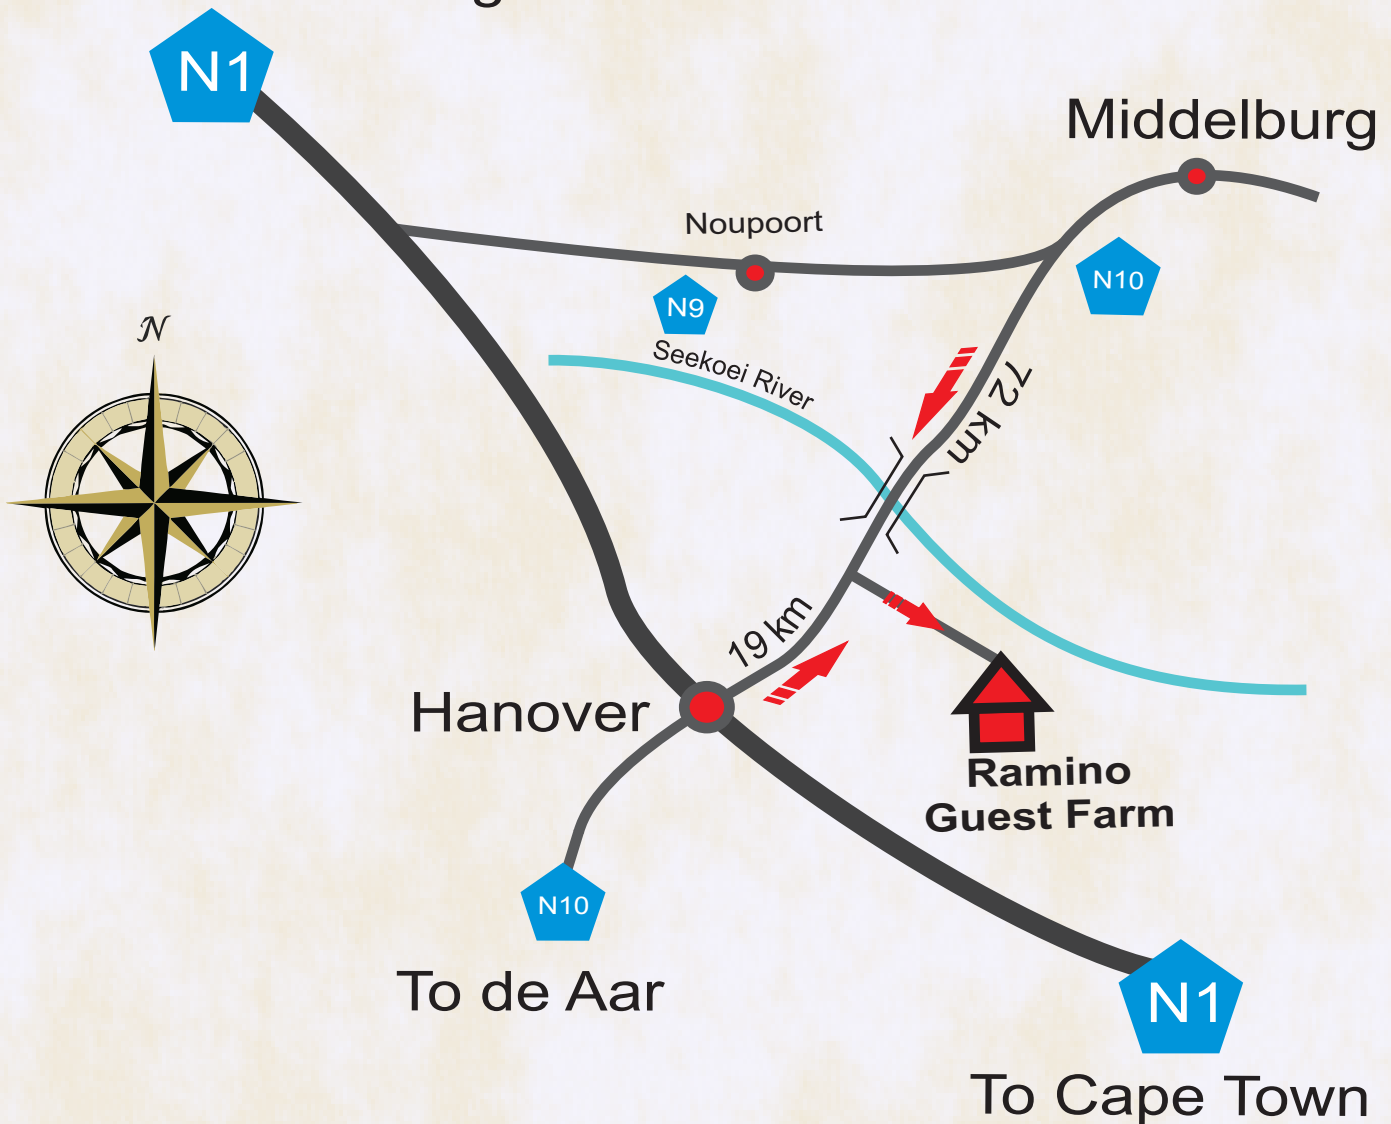 N1
Middelburg
Noupoort
N10
N9
N
Seekoei River
72 km
19 km
Hanover
Ramino
Guest Farm
N10
To de Aar
N1
To Cape Town